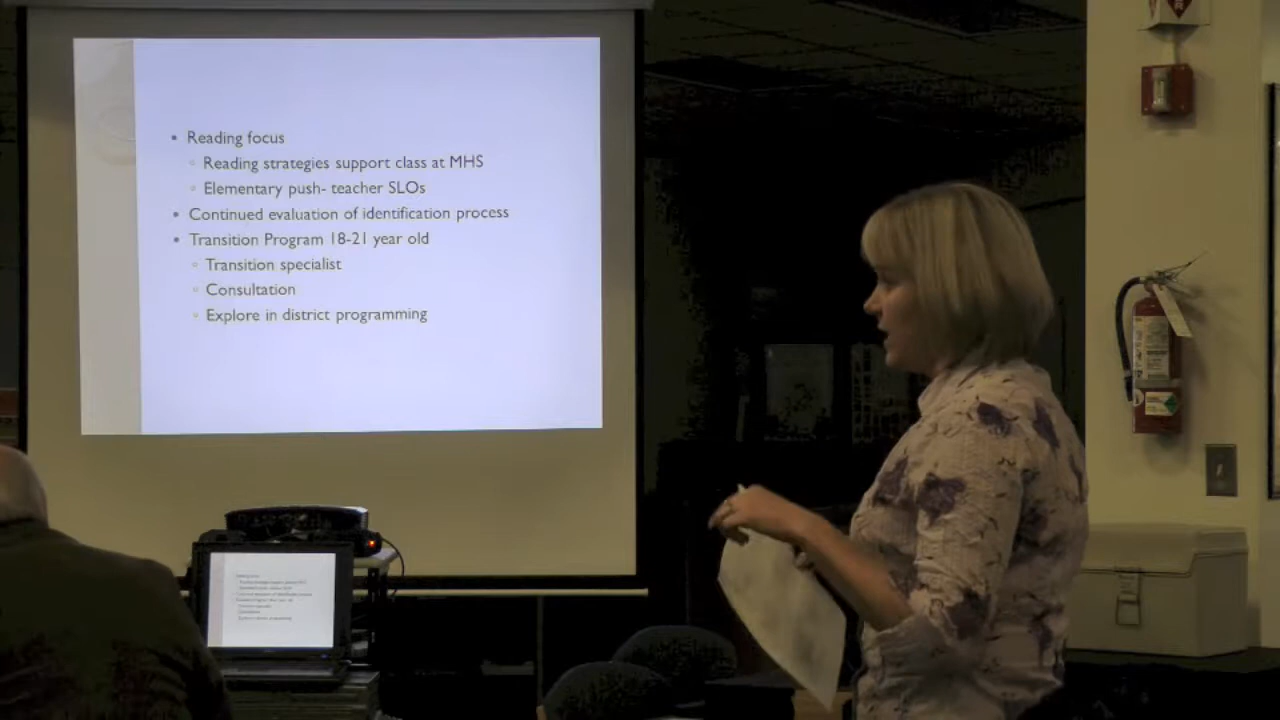 • Reading focus
◦ Reading strategies support class at MHS
◦ Elementary push- teacher SLOs
• Continued evaluation of identification process
• Transition Program 18-21 year old
◦ Transition specialist
◦ Consultation
◦ Explore in district programming